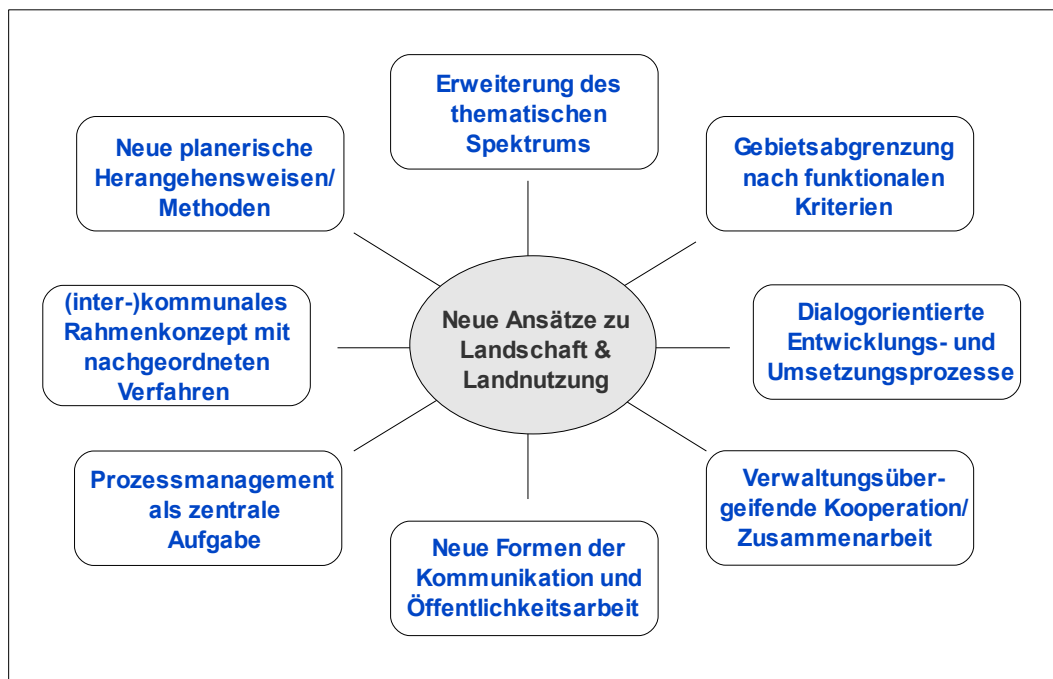 Erweiterung des
thematischen
Spektrums
Neue planerische
Herangehensweisen/
Methoden
Gebietsabgrenzung
nach funktionalen
Kriterien
(inter-)kommunales
Rahmenkonzept mit
nachgeordneten
Verfahren
Neue Ansätze zu
Landschaft &
Landnutzung
Dialogorientierte
Entwicklungs- und
Umsetzungsprozesse
Prozessmanagement
als zentrale
Aufgabe
Neue Formen der
Kommunikation und
Öffentlichkeitsarbeit
Verwaltungsüber-
geifende Kooperation/
Zusammenarbeit